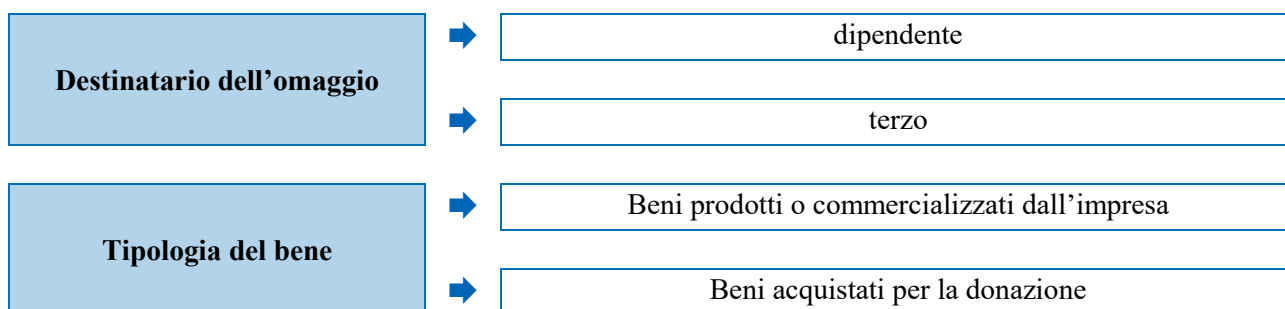 Destinatario dell’omaggio
dipendente
terzo
Tipologia del bene
Beni prodotti o commercializzati dall’impresa
Beni acquistati per la donazione